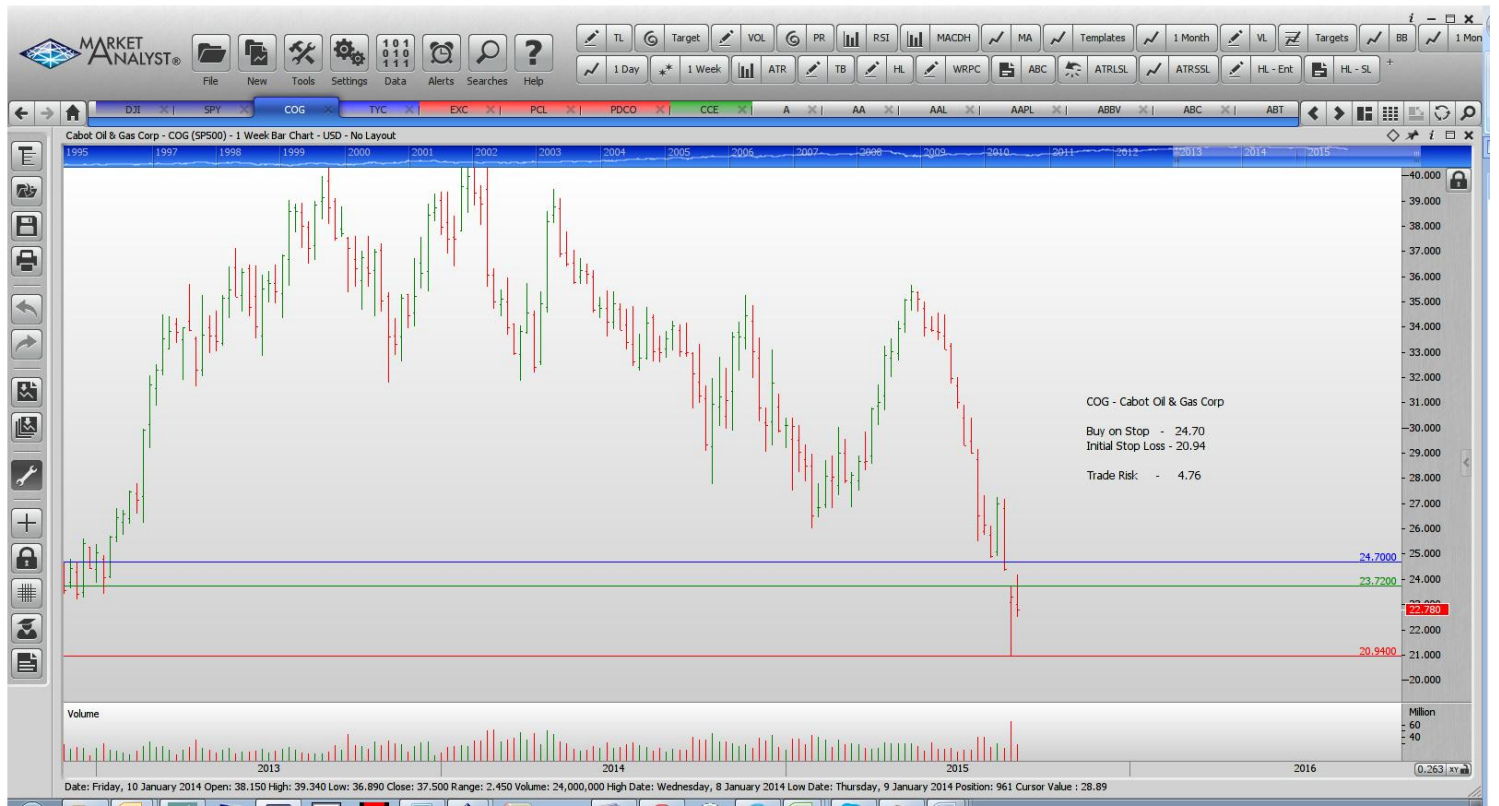 i
MARKET ANALYST®
File New Tools Settings Data Alerts Searches Help
TL Target VOL PR RSI MACDH MA Templates 1 Month VL Targets BB 1 Mon
1 Day 1 Week ATR TB HL WRPC ABC ATRLSL ATRSSL HL - Ent HL - SL +
DJI SPY COG TYC EXC PCL PDCO CCE A AA AAL AAPL ABBV ABC ABT
Cabot Oil & Gas Corp - COG (SP500) - 1 Week Bar Chart - USD - No Layout
1995 1997 1998 1999 2000 2001 2002 2003 2004 2005 2006 2007 2008 2009 2010 2011 2012 2013 2014 2015
40.000
39.000
38.000
37.000
36.000
35.000
34.000
33.000
32.000
31.000
COG - Cabot Oil & Gas Corp
30.000
Buy on Stop - 24.70
Initial Stop Loss - 20.94
29.000
Trade Risk - 4.76
28.000
27.000
26.000
25.000
24.7000
24.000
23.7200
22.780
22.000
20.9400
21.000
20.000
Volume
Million
60
40
2013 2014 2015 2016
0.263 XY
Date: Friday, 10 January 2014 Open: 38.150 High: 39.340 Low: 36.890 Close: 37.500 Range: 2.450 Volume: 24,000,000 High Date: Wednesday, 8 January 2014 Low Date: Thursday, 9 January 2014 Position: 961 Cursor Value : 28.89